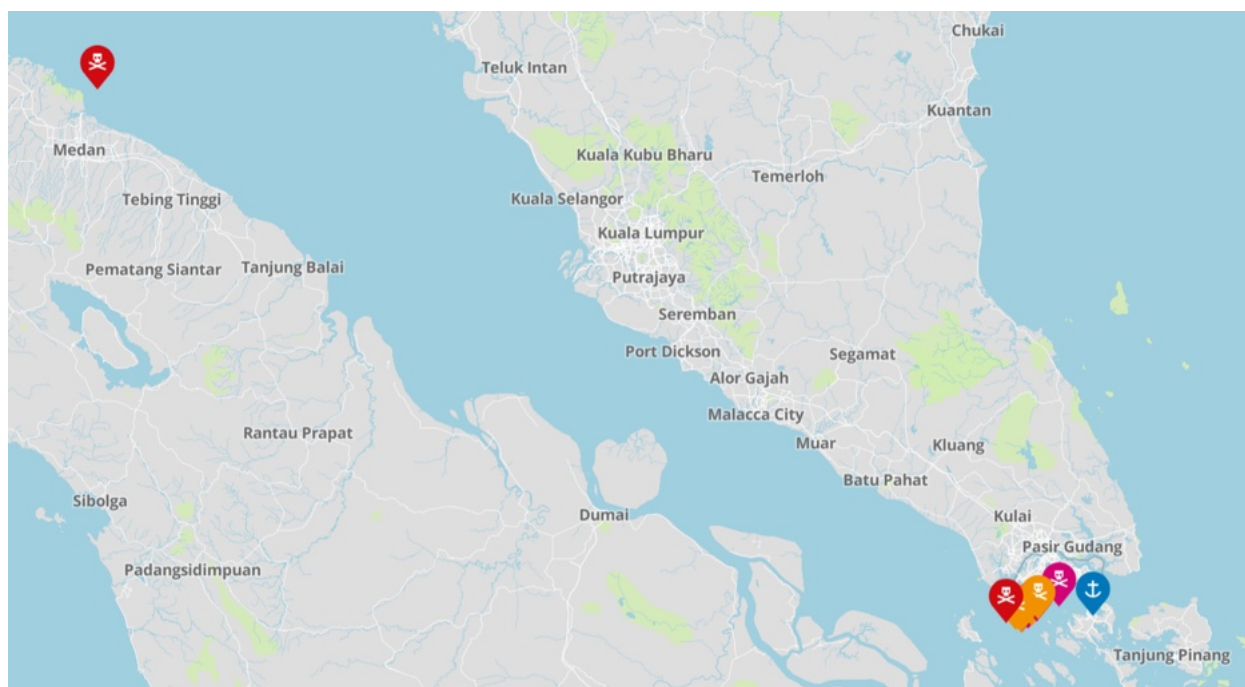 Chukai
Teluk Intan
Kuantan
Medan
Kuala Kubu Bharu
Temerloh
Tebing Tinggi
Kuala Selangor
Kuala Lumpur
Pematang Siantar
Tanjung Balai
Putrajaya
Seremban
Port Dickson
Segamat
Alor Gajah
Malacca City
Rantau Prapat
Muar
Kluang
Batu Pahat
Sibolga
Dumai
Kulai
Pasir Gudang
Padangsidimpuan
Tanjung Pinang